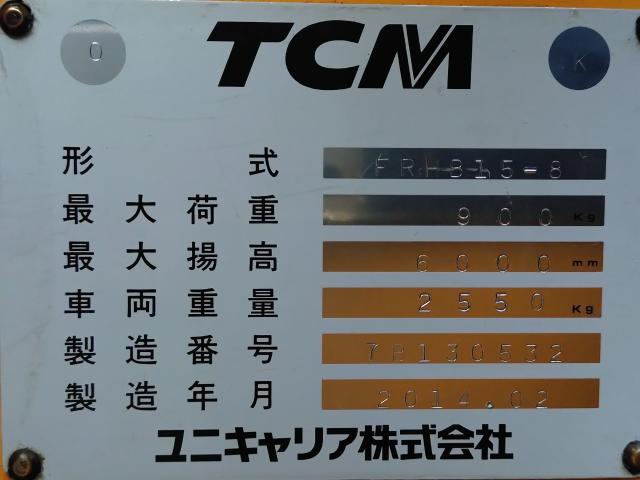 O TCM K
形式 FRHB15-8
最大荷重 900 Kg
最大揚高 6000 mm
車両重量 2550 Kg
製造番号 7R130532
製造年月 2014.02
ユニキャリア株式会社